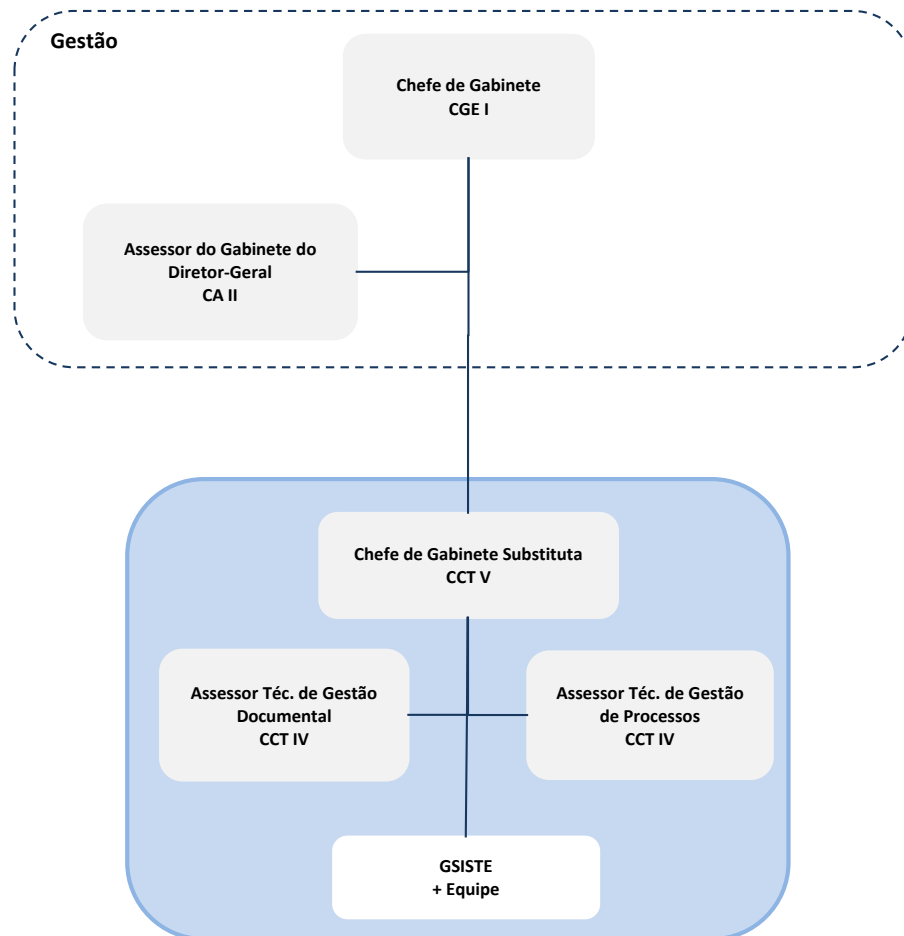 Gestão
Chefe de Gabinete
CGE I
Assessor do Gabinete do
Diretor-Geral
CA II
Chefe de Gabinete Substituta
CCT V
Assessor Téc. de Gestão
Documental
CCT IV
Assessor Téc. de Gestão
de Processos
CCT IV
GSISTE
+ Equipe